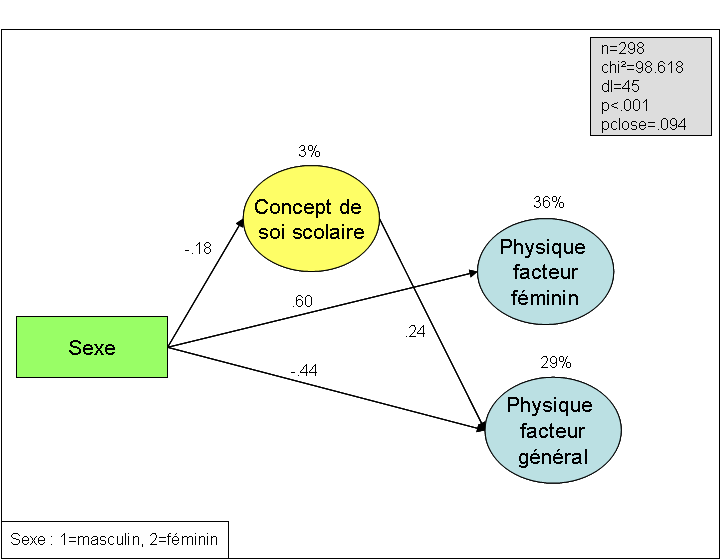 n=298
chi²=98.618
dl=45
p<.001
pclose=.094
3%
Concept de
soi scolaire
36%
Physique
facteur
féminin
-.18
.60
.24
Sexe
-.44
29%
Physique
facteur
général
Sexe : 1=masculin, 2=féminin